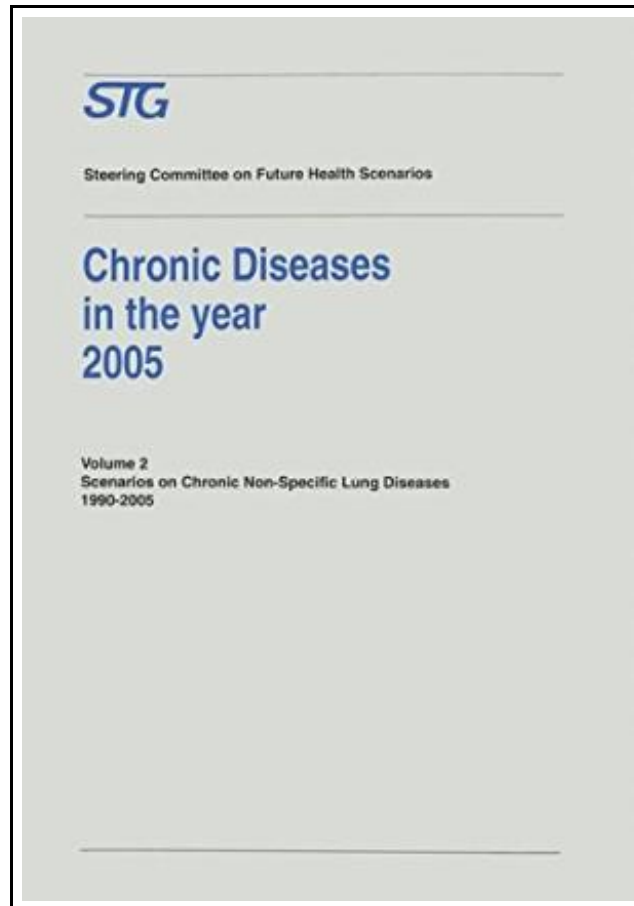 STG
Steering Committee on Future Health Scenarios
Chronic Diseases
in the year
2005
Volume 2
Scenarios on Chronic Non-Specific Lung Diseases
1990-2005